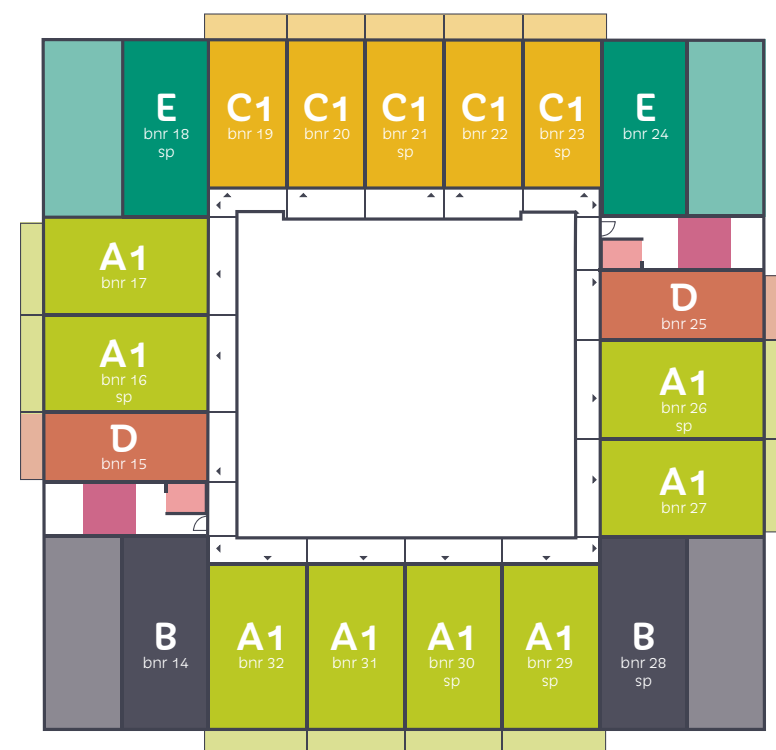 E
bnr 18
sp
C1
bnr 19
C1
bnr 20
C1
bnr 21
sp
C1
bnr 22
C1
bnr 23
sp
E
bnr 24
A1
bnr 17
A1
bnr 16
sp
D
bnr 15
D
bnr 25
A1
bnr 26
sp
A1
bnr 27
B
bnr 14
A1
bnr 32
A1
bnr 31
A1
bnr 30
sp
A1
bnr 29
sp
B
bnr 28
sp